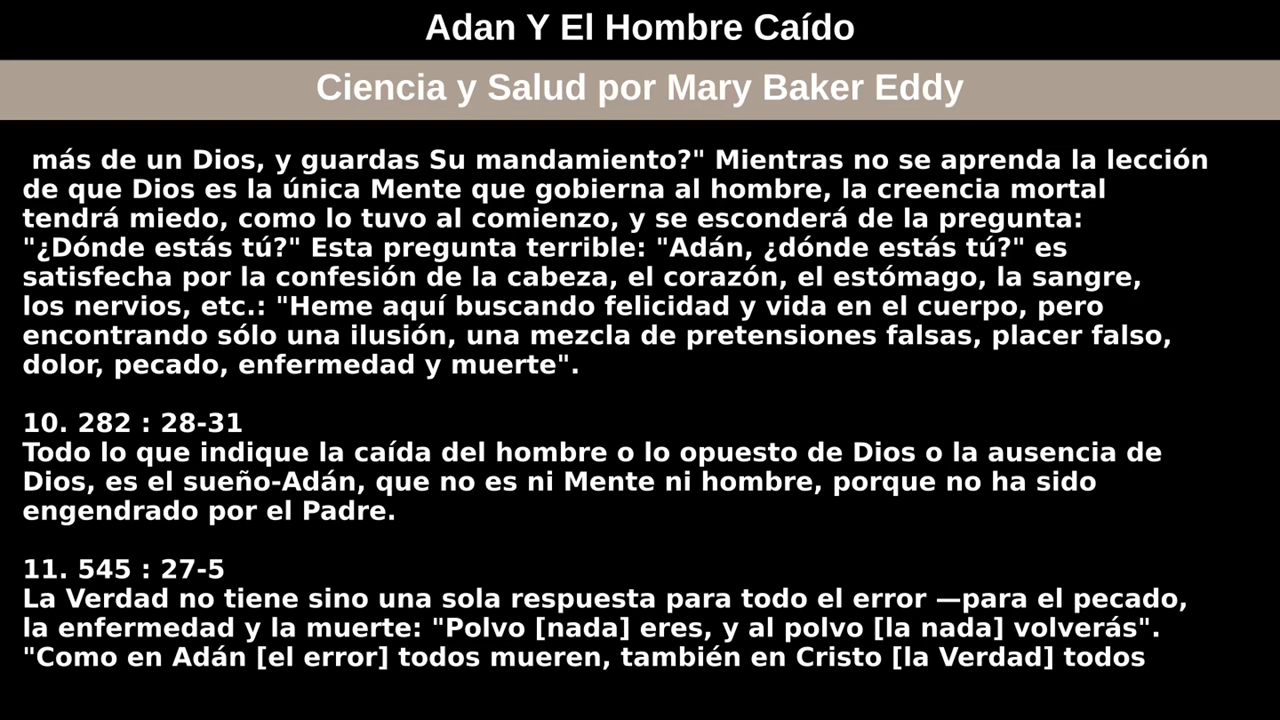 Adan Y El Hombre Caído
Ciencia y Salud por Mary Baker Eddy
más de un Dios, y guardas Su mandamiento?" Mientras no se aprenda la lección
de que Dios es la única Mente que gobierna al hombre, la creencia mortal
tendrá miedo, como lo tuvo al comienzo, y se esconderá de la pregunta:
"¿Dónde estás tú?" Esta pregunta terrible: "Adán, ¿dónde estás tú?" es
satisfecha por la confesión de la cabeza, el corazón, el estómago, la sangre,
los nervios, etc.: "Heme aquí buscando felicidad y vida en el cuerpo, pero
encontrando sólo una ilusión, una mezcla de pretensiones falsas, placer falso,
dolor, pecado, enfermedad y muerte".
10. 282 : 28-31
Todo lo que indique la caída del hombre o lo opuesto de Dios o la ausencia de
Dios, es el sueño-Adán, que no es ni Mente ni hombre, porque no ha sido
engendrado por el Padre.
11. 545 : 27-5
La Verdad no tiene sino una sola respuesta para todo el error —para el pecado,
la enfermedad y la muerte: "Polvo [nada] eres, y al polvo [la nada] volverás".
"Como en Adán [el error] todos mueren, también en Cristo [la Verdad] todos